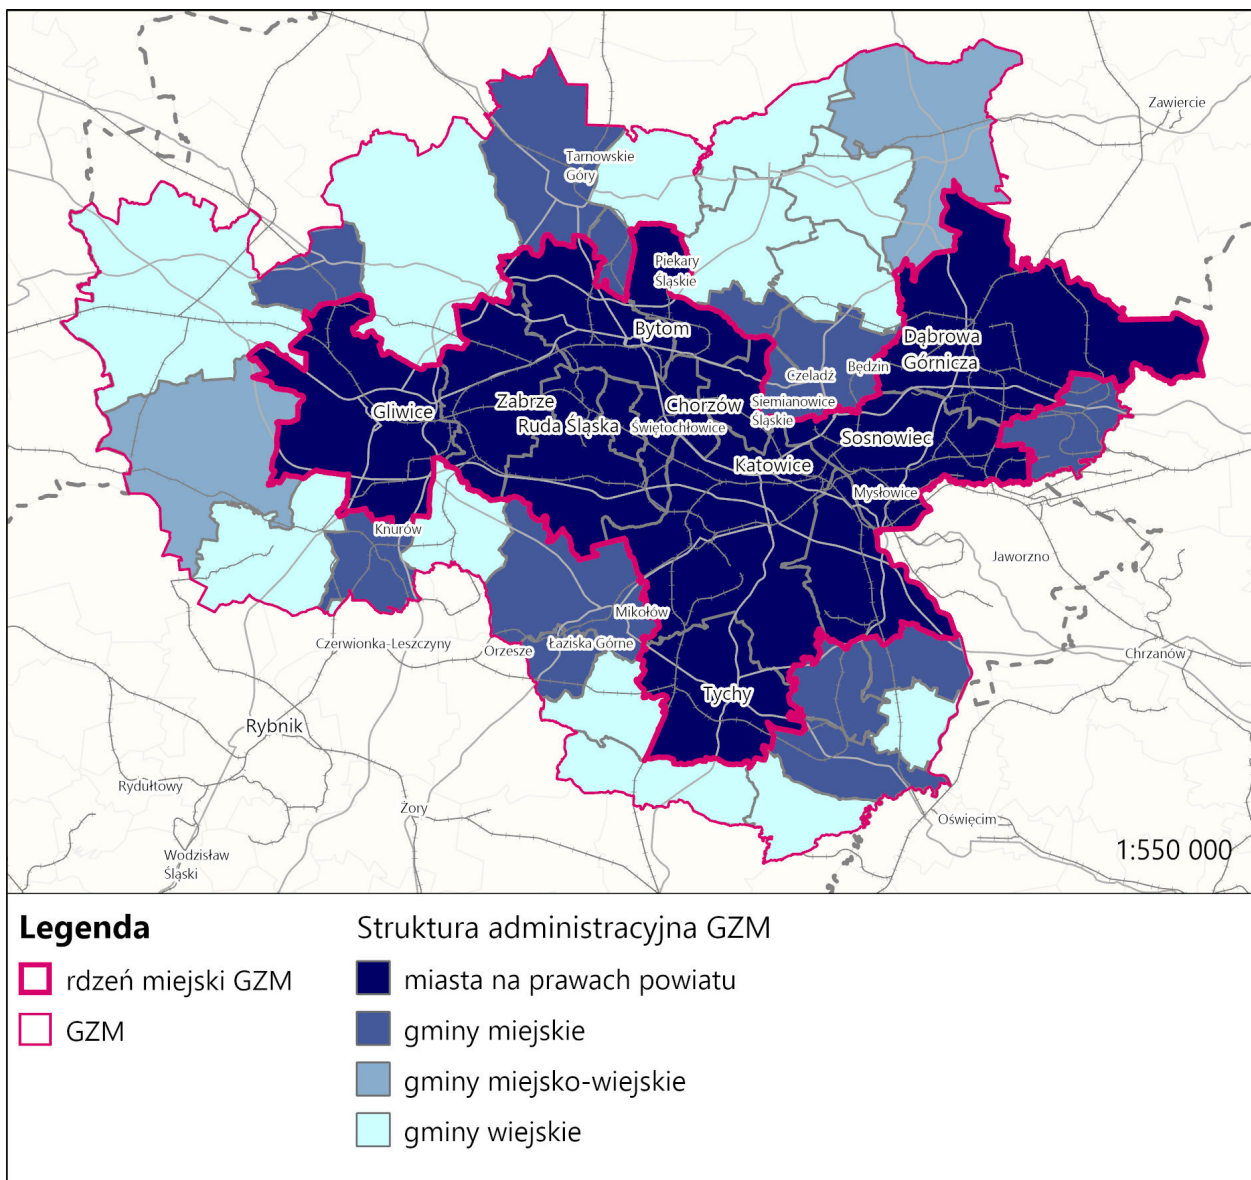 Zawiercie
Tarnowskie
Góry
Piekary
Śląskie
Bytom
Dąbrowa
Górnicza
Będzin
Czeladź
Siemianowice
Śląskie
Chorzów
Zabrze
Gliwice
Ruda Śląska
Świętochłowice
Sosnowiec
Katowice
Mysłowice
Knurów
Jaworzno
Mikołów
Łaziska Górne
Orzesze
Czerwionka-Leszczyny
Chrzanów
Tychy
Rybnik
Rydułtowy
Żory
Oświęcim
Wodzisław
Śląski
1:550 000
Legenda
rdzeń miejski GZM
GZM
Struktura administracyjna GZM
miasta na prawach powiatu
gminy miejskie
gminy miejsko-wiejskie
gminy wiejskie